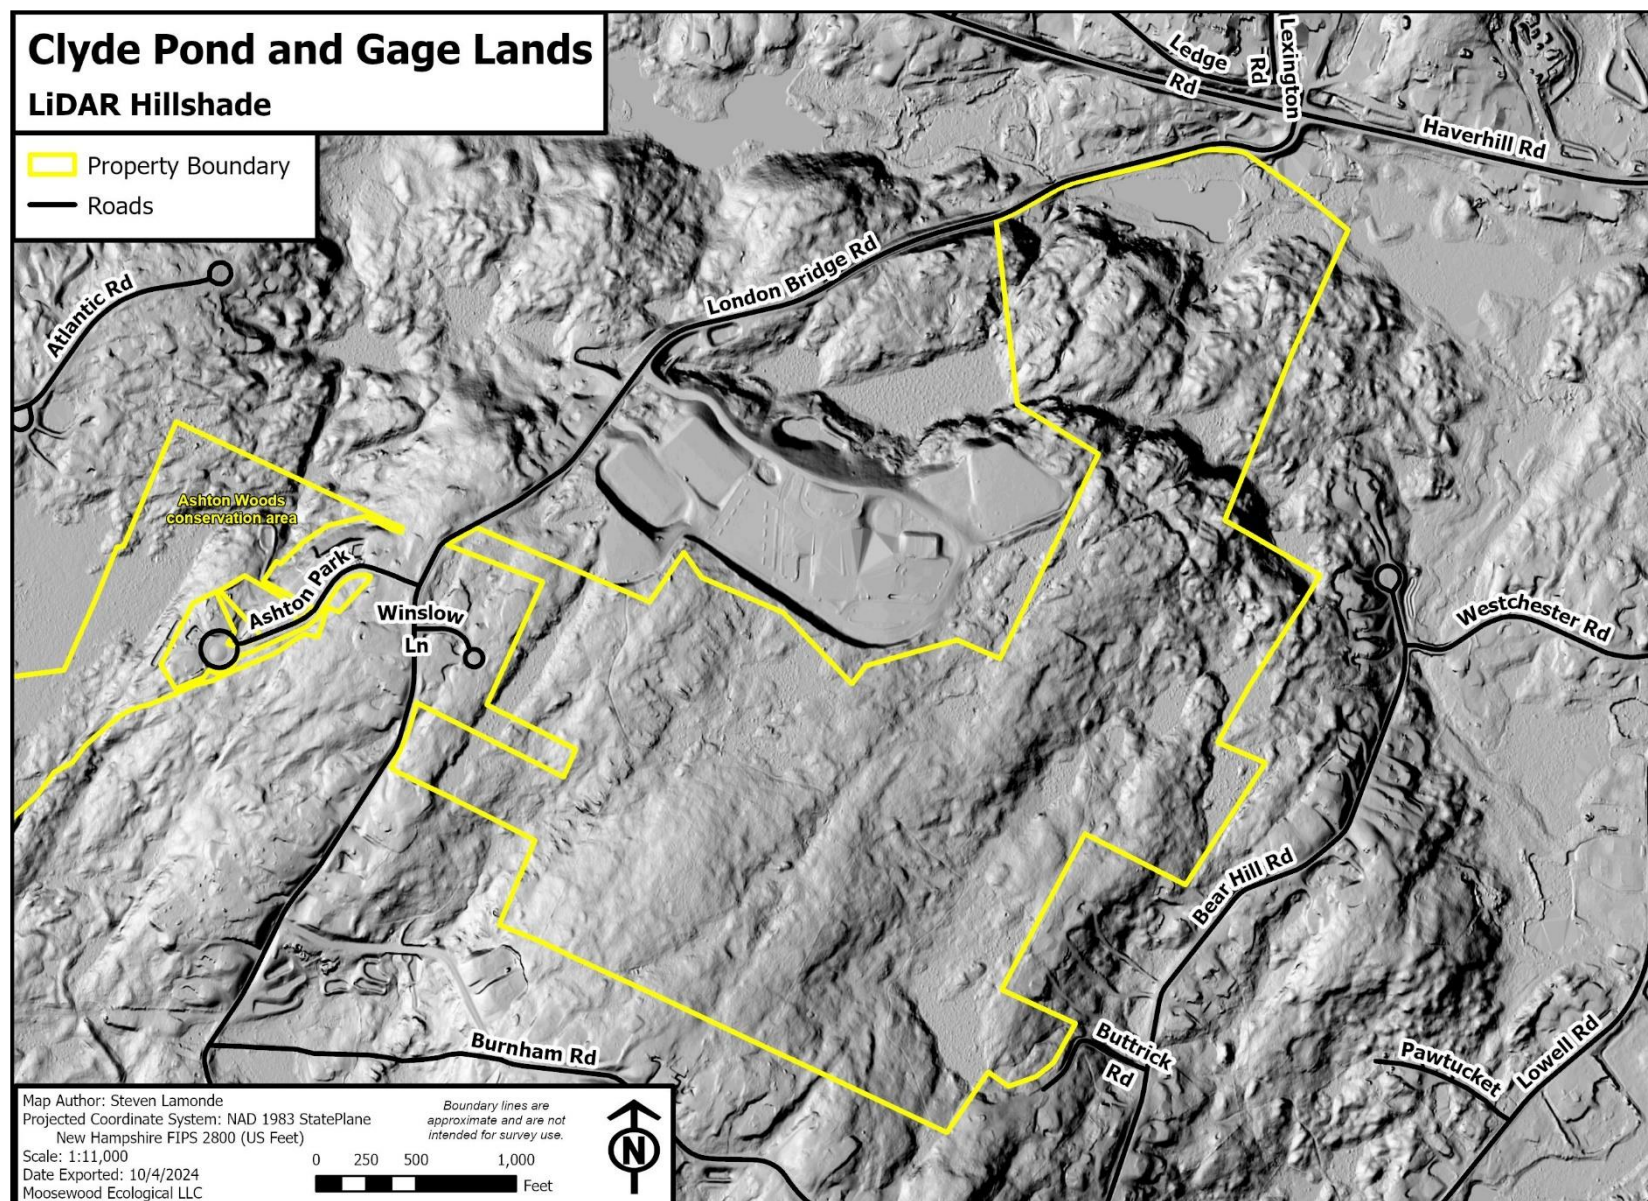 Clyde Pond and Gage Lands
LiDAR Hillshade
Property Boundary
Roads
Ledge
Rd
Lexington
Rd
Haverhill Rd
London Bridge Rd
Atlantic Rd
Ashton Woods
conservation area
Ashton Park
Winslow
Ln
Westchester Rd
Bear Hill Rd
Buttrick
Rd
Burnham Rd
Pawtucket
Lowell Rd
Map Author: Steven Lamonde
Projected Coordinate System: NAD 1983 StatePlane
New Hampshire FIPS 2800 (US Feet)
Scale: 1:11,000
Date Exported: 10/4/2024
Moosewood Ecological LLC
Boundary lines are
approximate and are not
intended for survey use.
0 250 500 1,000
Feet
N